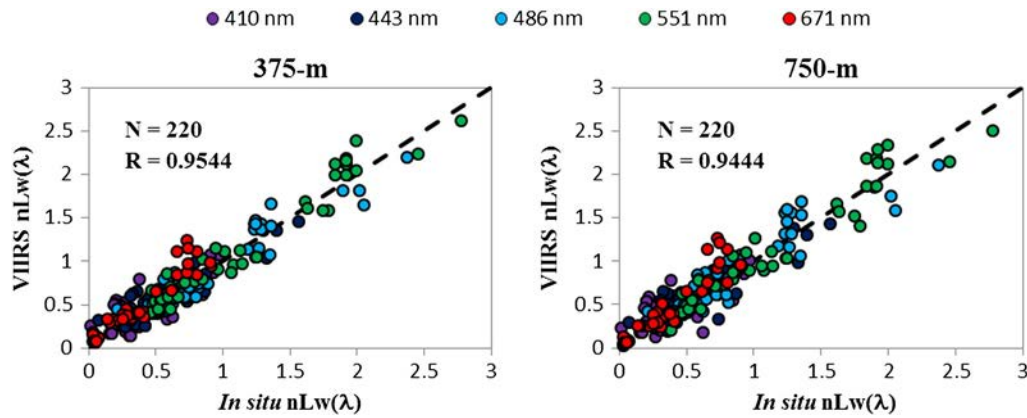 410 nm 443 nm 486 nm 551 nm 671 nm
375-m
3
2.5
2
1.5
1
0.5
0
VIIRS nLw(λ)
N = 220
R = 0.9544
0 0.5 1 1.5 2 2.5 3
In situ nLw(λ)
750-m
3
2.5
2
1.5
1
0.5
0
VIIRS nLw(λ)
N = 220
R = 0.9444
0 0.5 1 1.5 2 2.5 3
In situ nLw(λ)